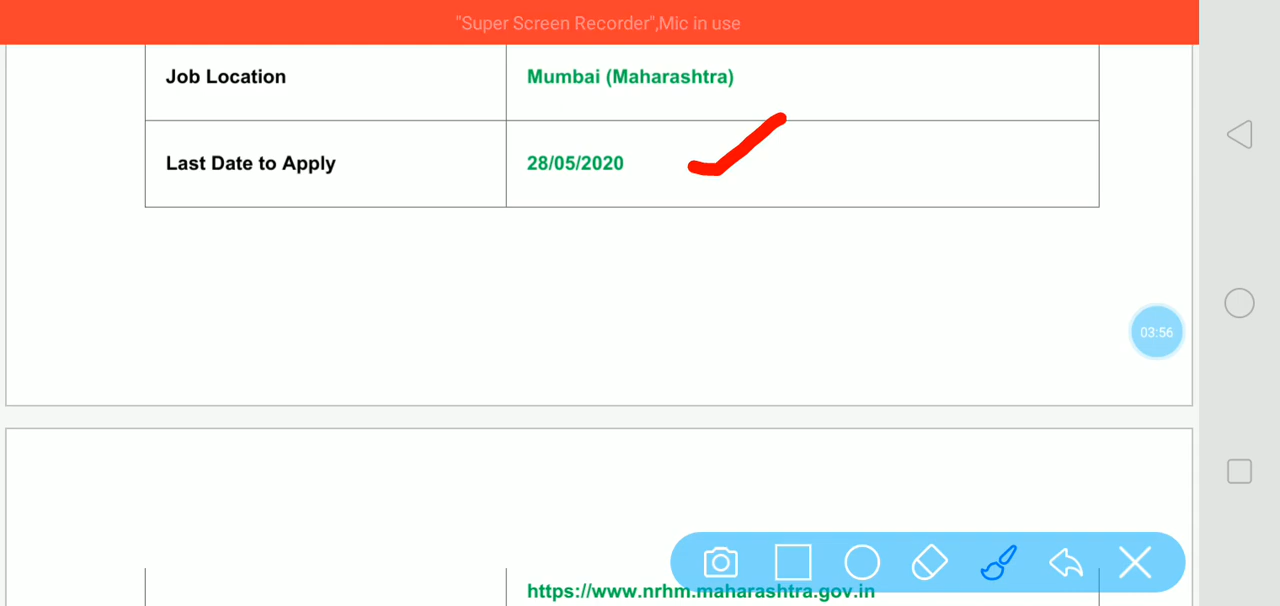 "Super Screen Recorder",Mic in use
Job Location
Mumbai (Maharashtra)
Last Date to Apply
28/05/2020
03:56
https://www.nrhm.maharashtra.gov.in